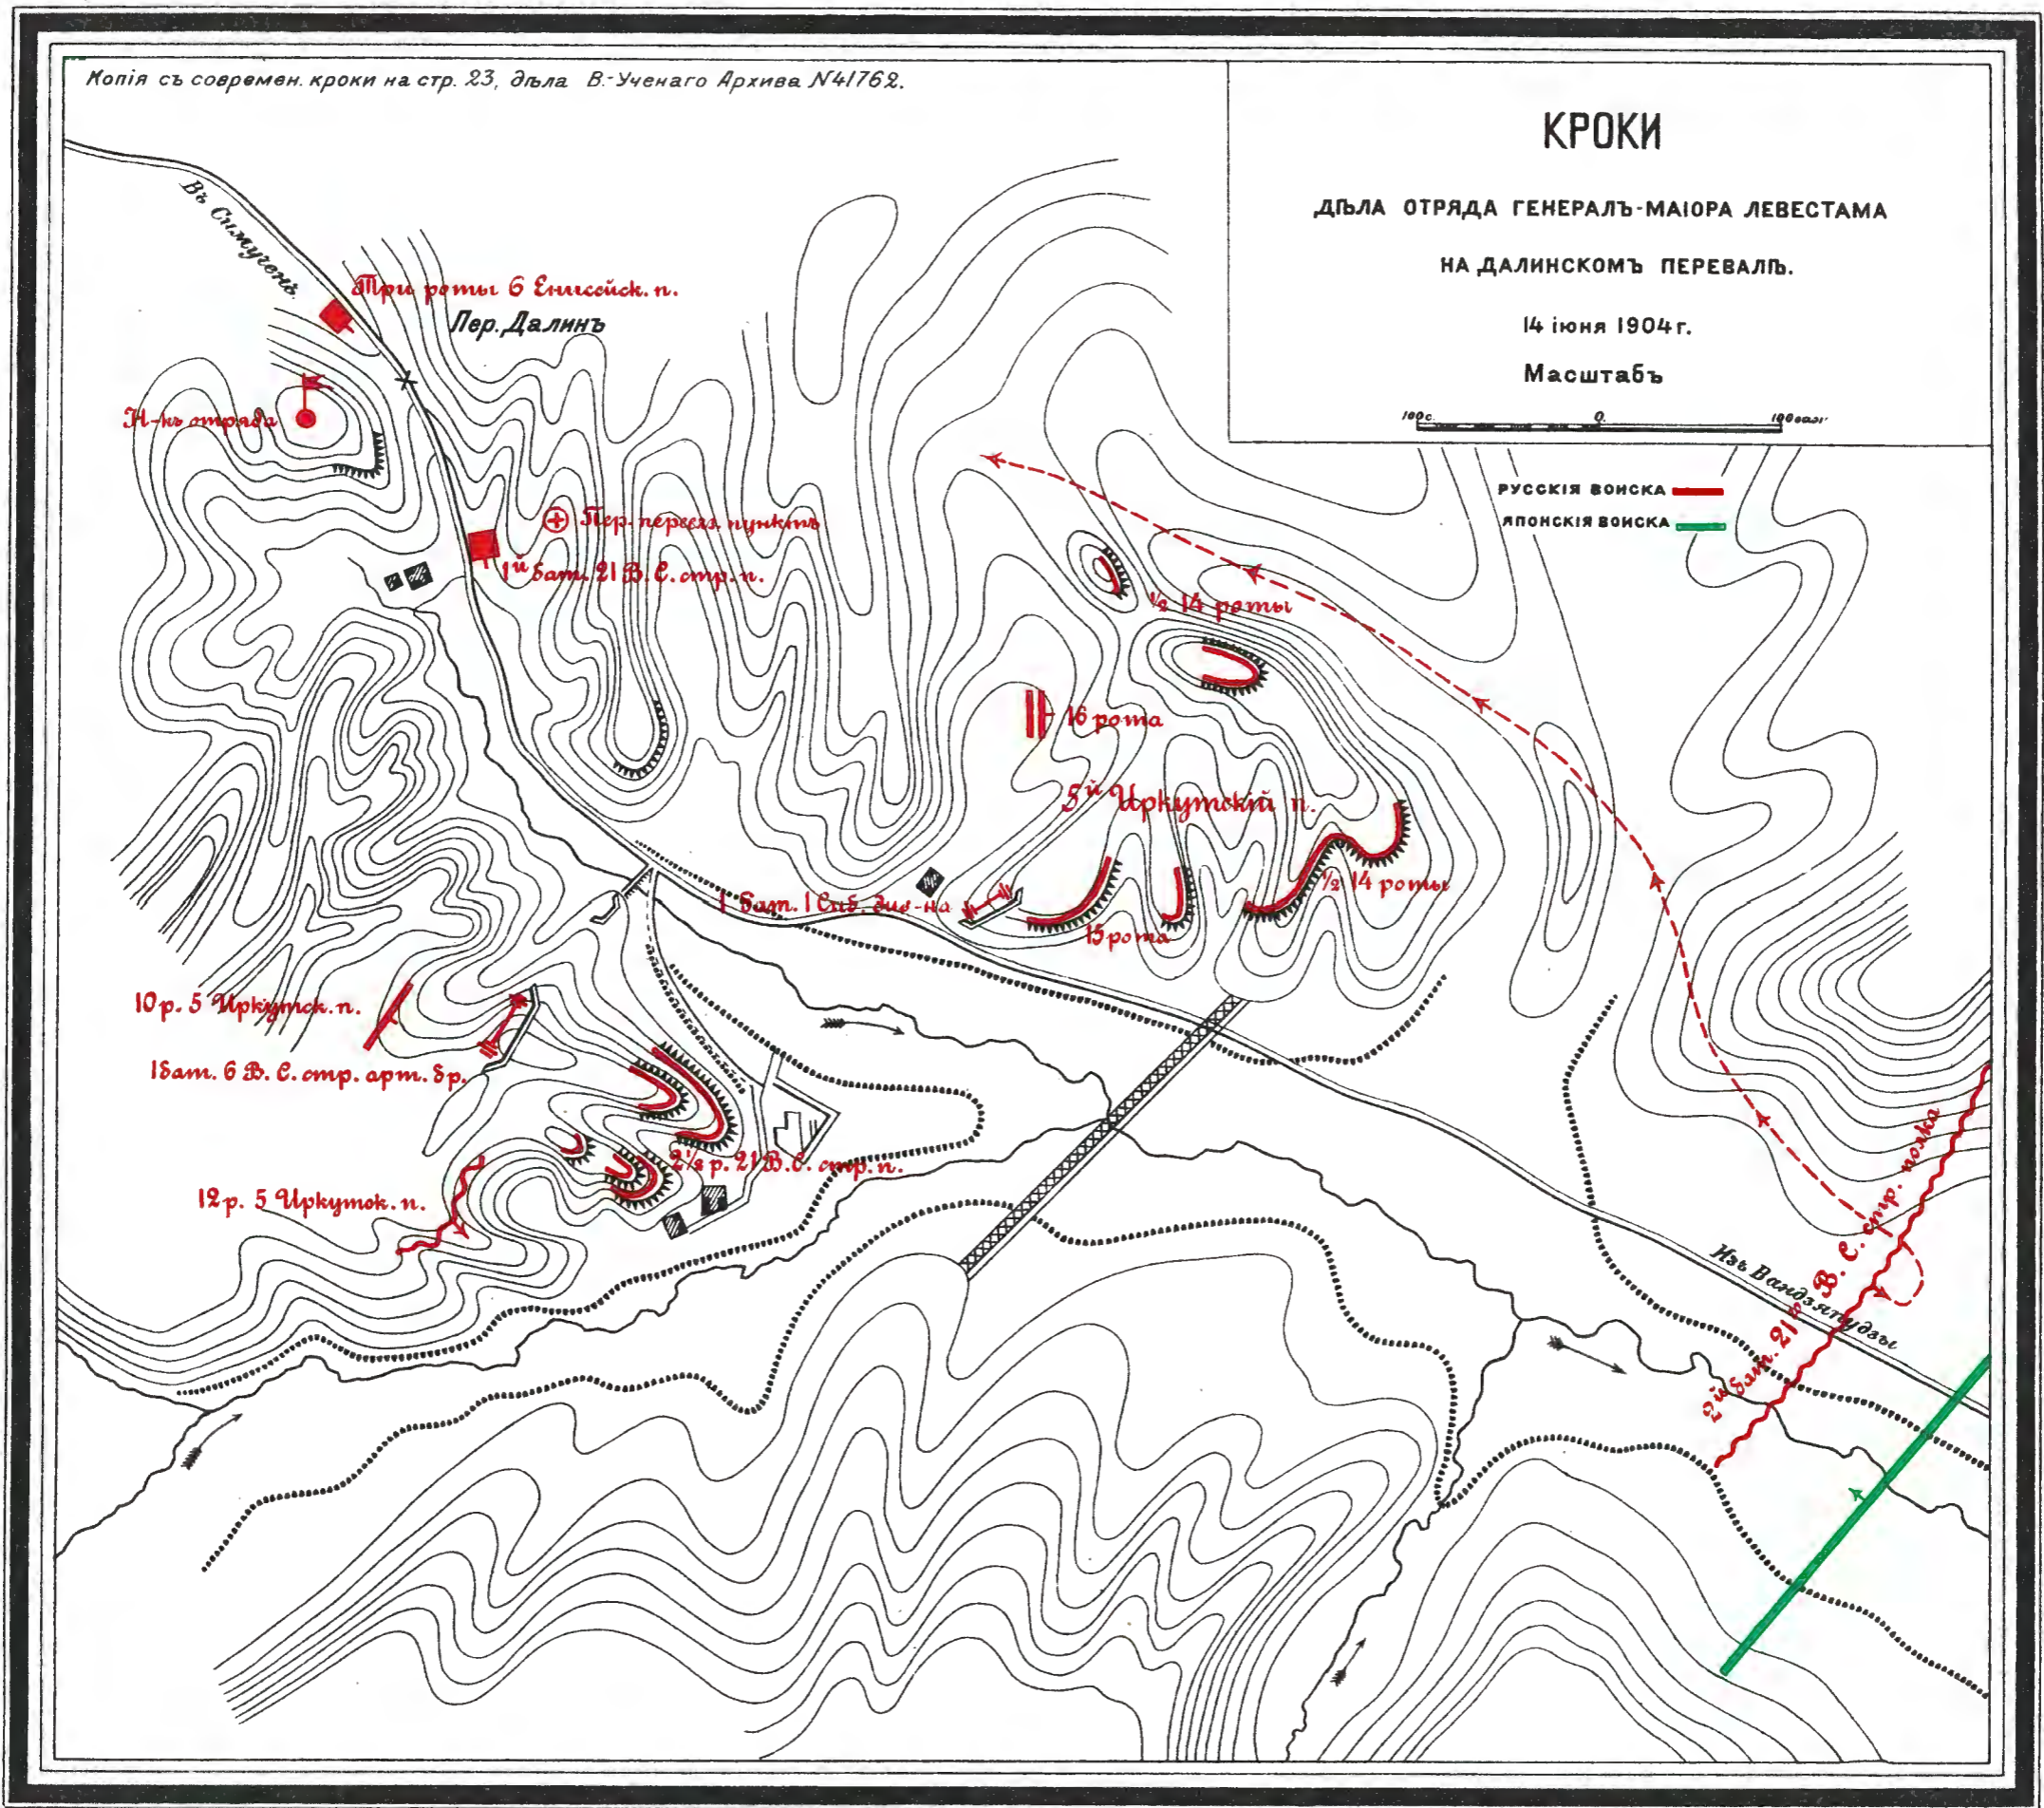 Копія съ современ. кроки на стр. 23, дѣла В.-Ученаго Архива №41762.
КРОКИ
ДѢЛА ОТРЯДА ГЕНЕРАЛЪ-МАІОРА ЛЕВЕСТАМА
НА ДАЛИНСКОМЪ ПЕРЕВАЛѢ.
14 іюня 1904 г.
Масштабъ
100 с. 0. 100 саж.
РУССКІЯ ВОЙСКА
ЯПОНСКІЯ ВОЙСКА
Въ Симученъ.
Три роты 6 Енисейск. п.
Пер. Далинъ
Н-къ отряда
Пер. перевяз. пунктъ
1й бат. 21 В. С. стр. п.
½ 14 роты
16 рота
5й Иркутскій п.
½ 14 роты
1 бат. 1 Сиб. див-на
15 рота
10 р. 5 Иркутск. п.
1 бат. 6 В. С. стр. арт. бр.
2½ р. 21 В. С. стр. п.
12 р. 5 Иркутск. п.
2й бат. 21го В. С. стр. полка
Изъ Вандзяпудзы